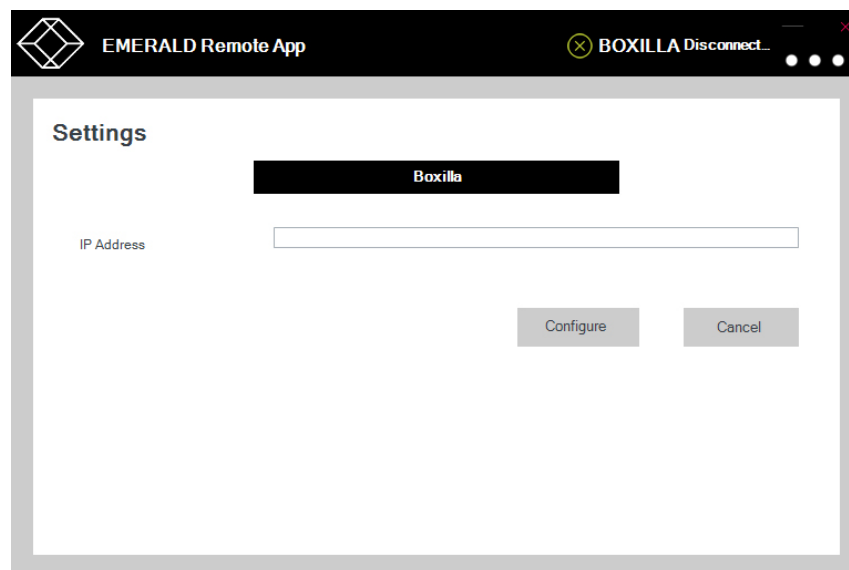 EMERALD Remote App
BOXILLA Disconnect...
Settings
Boxilla
IP Address
Configure
Cancel